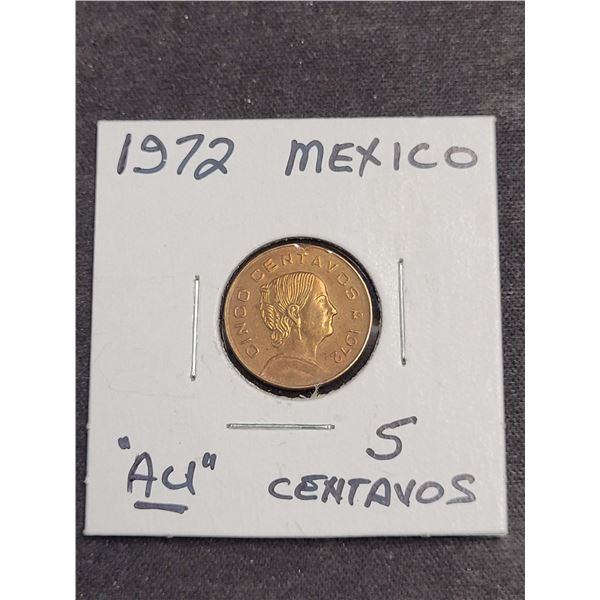 1972 MEXICO
CINCO CENTAVOS M 1972
"AU" 5
CENTAVOS